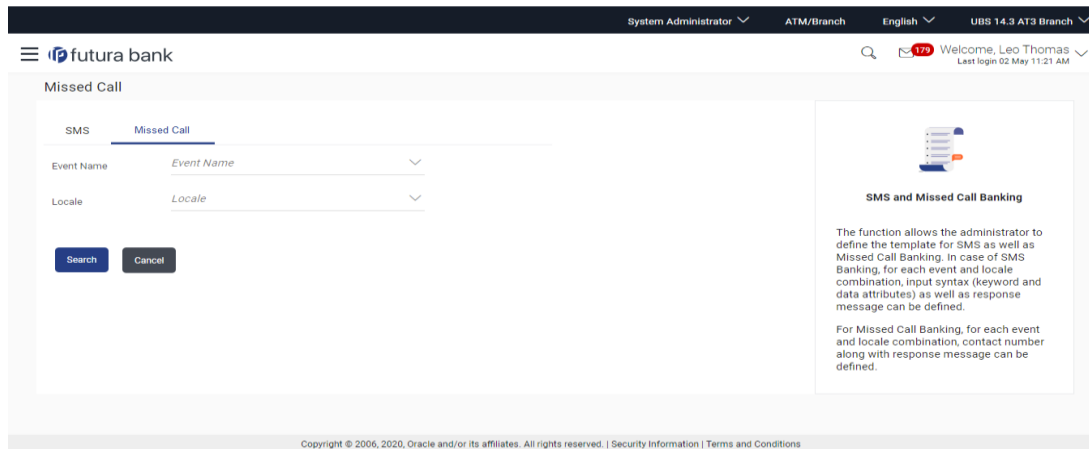 System Administrator ATM/Branch English UBS 14.3 AT3 Branch
futura bank
179
Welcome, Leo Thomas
Last login 02 May 11:21 AM
Missed Call
SMS Missed Call
Event Name Event Name
Locale Locale
Search Cancel
SMS and Missed Call Banking
The function allows the administrator to
define the template for SMS as well as
Missed Call Banking. In case of SMS
Banking, for each event and locale
combination, input syntax (keyword and
data attributes) as well as response
message can be defined.
For Missed Call Banking, for each event
and locale combination, contact number
along with response message can be
defined.
Copyright © 2006, 2020, Oracle and/or its affiliates. All rights reserved. | Security Information | Terms and Conditions